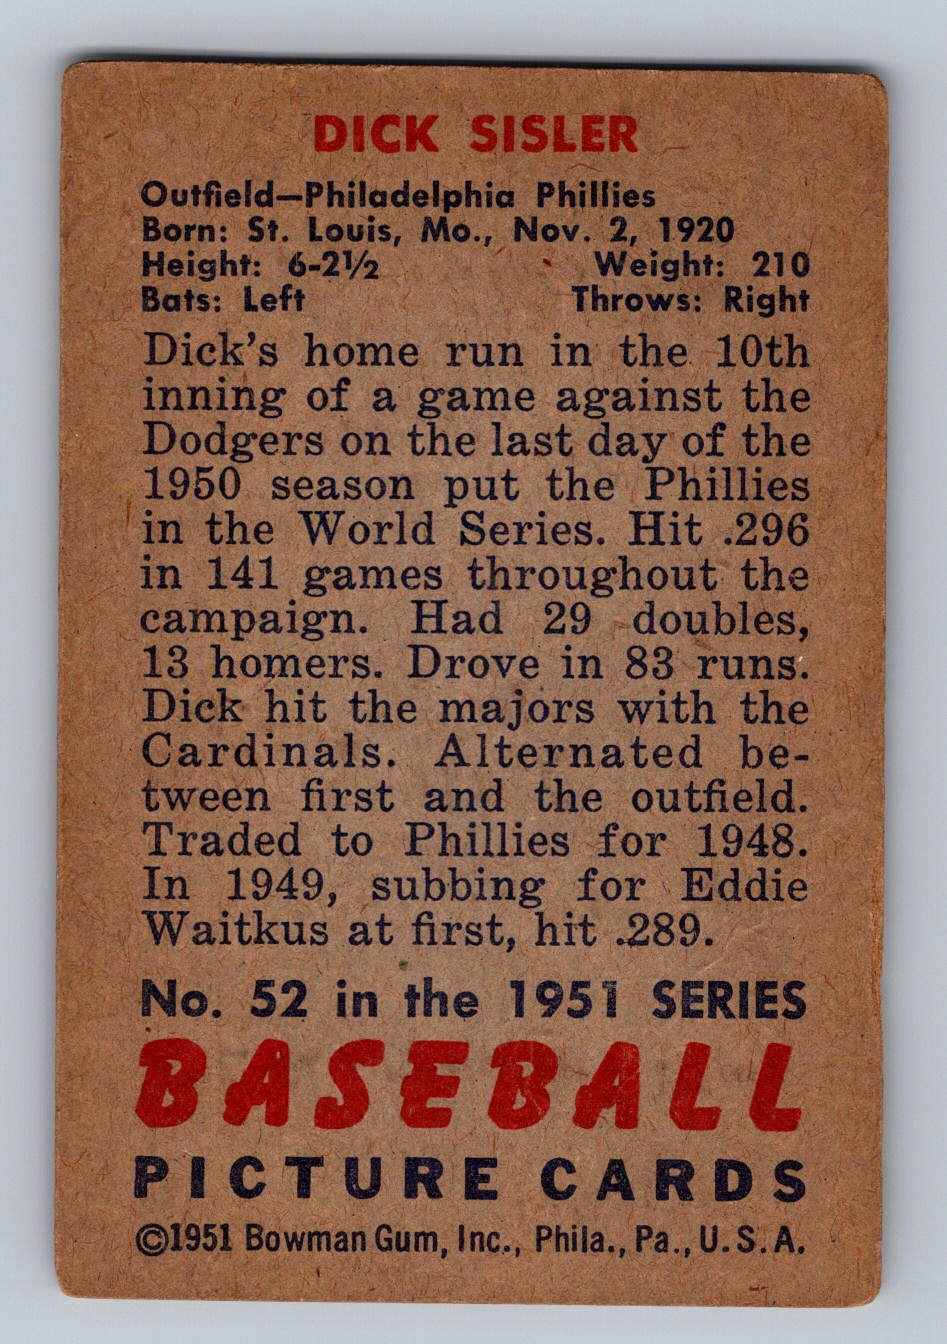 DICK SISLER
Outfield—Philadelphia Phillies
Born: St. Louis, Mo., Nov. 2, 1920
Height: 6-2½ Weight: 210
Bats: Left Throws: Right
Dick's home run in the 10th
inning of a game against the
Dodgers on the last day of the
1950 season put the Phillies
in the World Series. Hit .296
in 141 games throughout the
campaign. Had 29 doubles,
13 homers. Drove in 83 runs.
Dick hit the majors with the
Cardinals. Alternated be-
tween first and the outfield.
Traded to Phillies for 1948.
In 1949, subbing for Eddie
Waitkus at first, hit .289.
No. 52 in the 1951 SERIES
BASEBALL
PICTURE CARDS
©1951 Bowman Gum, Inc., Phila., Pa., U.S.A.